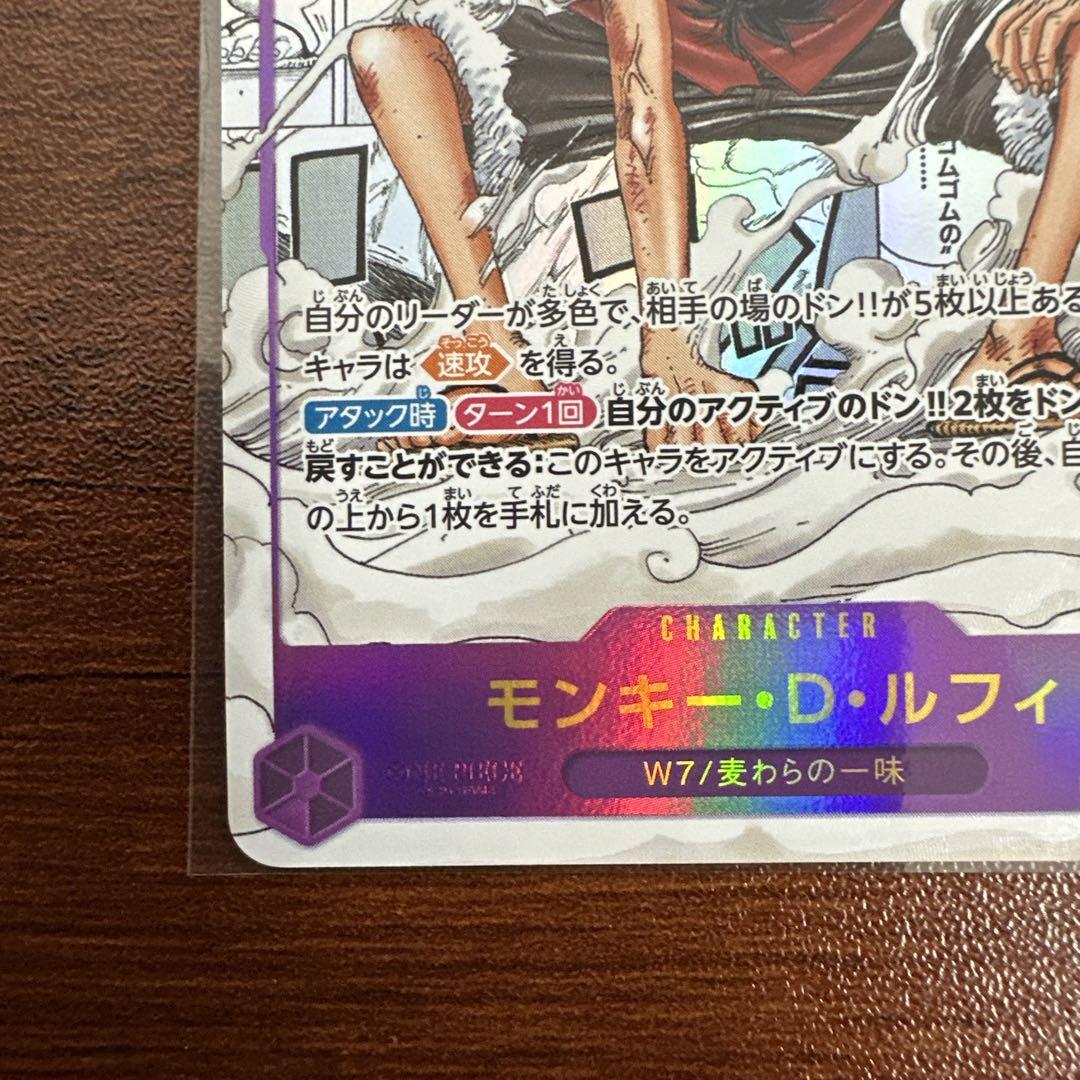 ゴムゴムの〝
………
自分のリーダーが多色で、相手の場のドン!!が5枚以上ある
キャラは 速攻 を得る。
アタック時 ターン1回 自分のアクティブのドン!!2枚をドン
戻すことができる:このキャラをアクティブにする。その後、自
の上から1枚を手札に加える。
CHARACTER
モンキー・D・ルフィ
W7/麦わらの一味